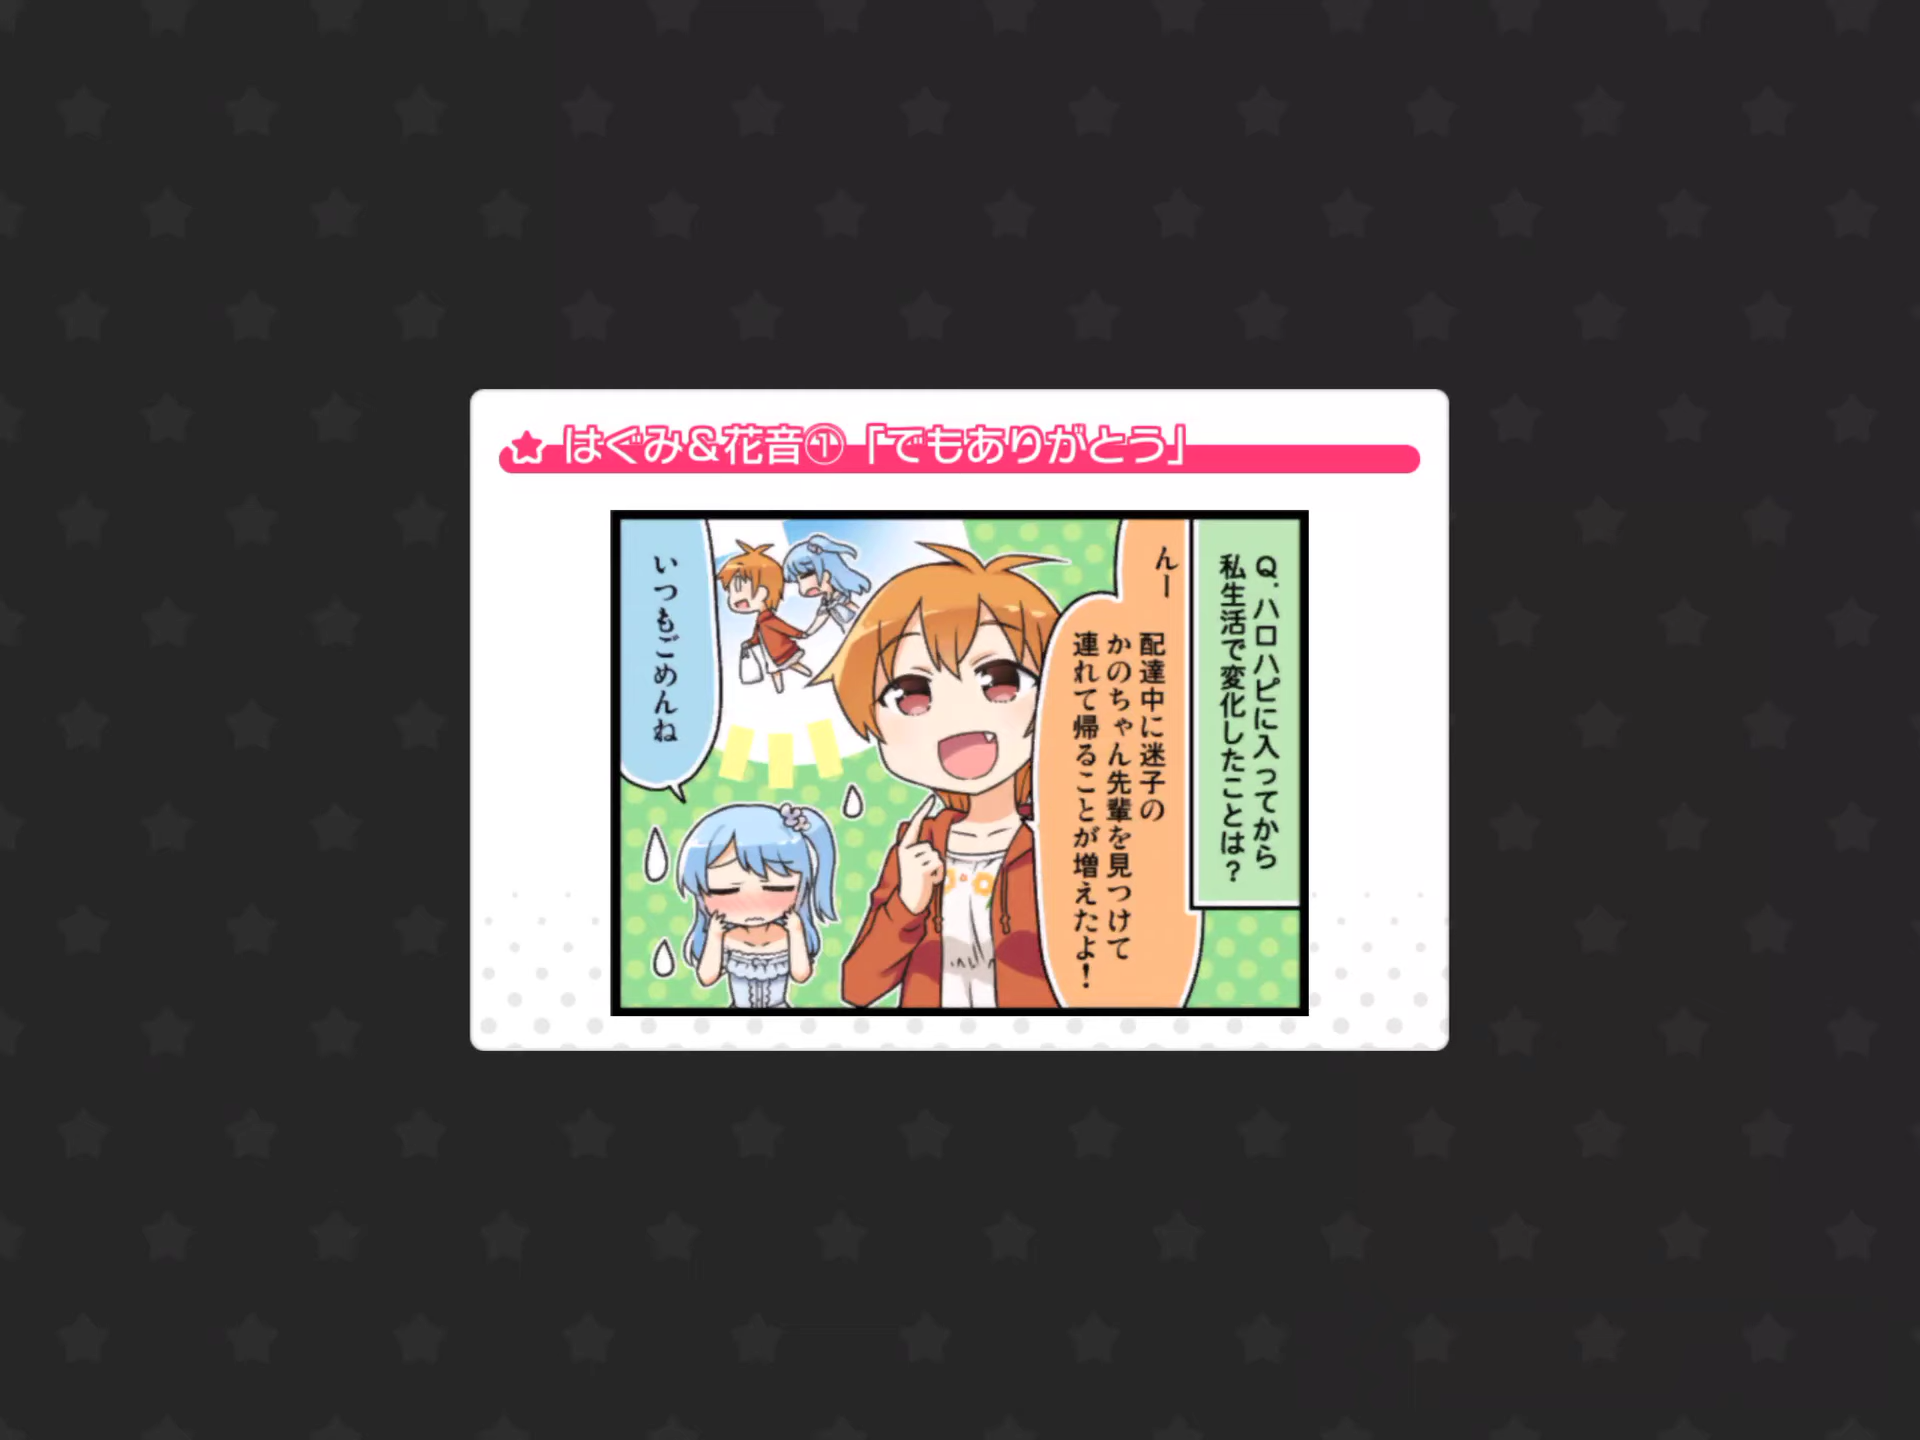 はぐみ＆花音①「でもありがとう」
Q.ハロハピに入ってから
私生活で変化したことは？
んー
配達中に迷子の
かのちゃん先輩を見つけて
連れて帰ることが増えたよ！
いつもごめんね